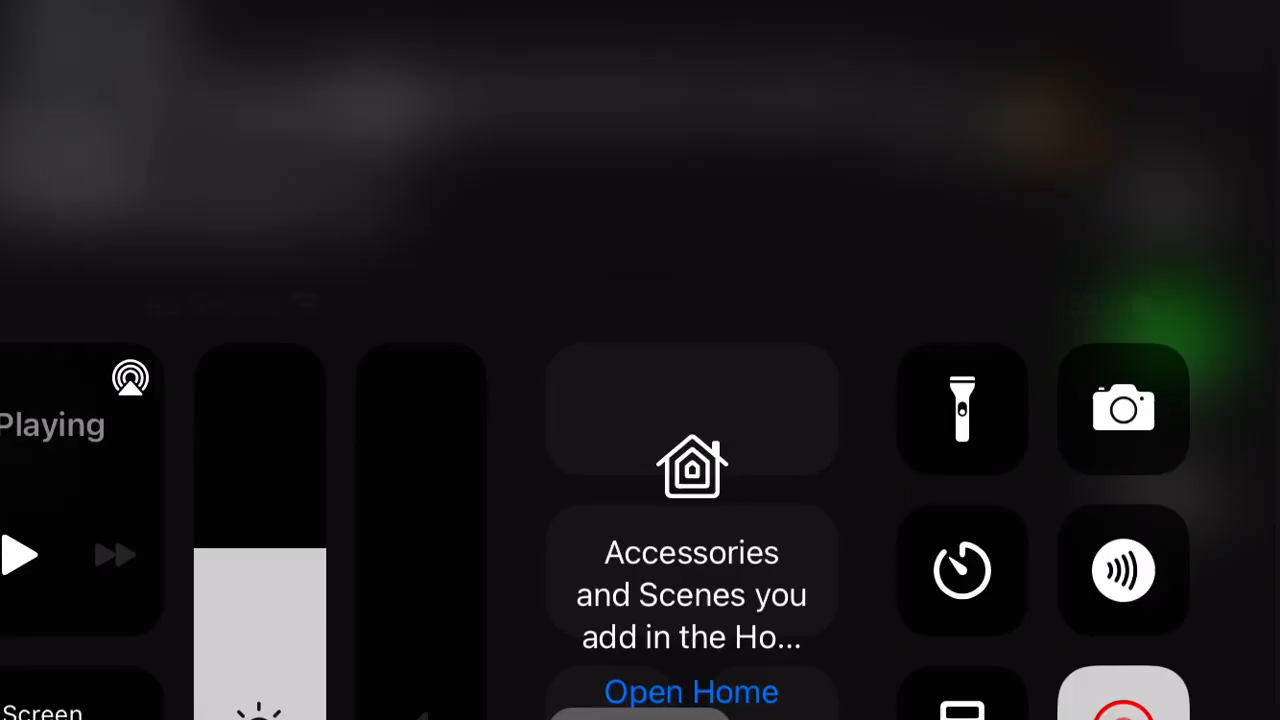 Playing
Accessories
and Scenes you
add in the Ho...
Open Home
Screen